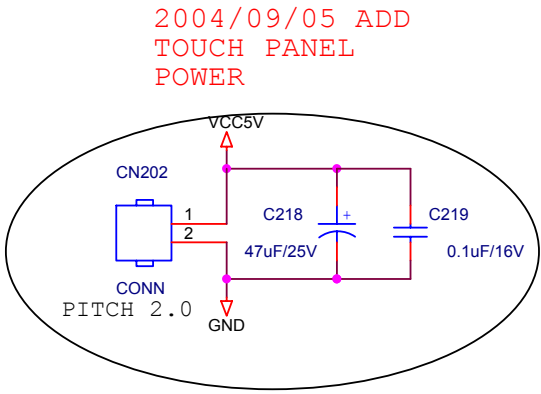 2004/09/05 ADD
TOUCH PANEL
POWER
VCC5V
CN202
1
2
C218
+
C219
47uF/25V
0.1uF/16V
CONN
PITCH 2.0
GND